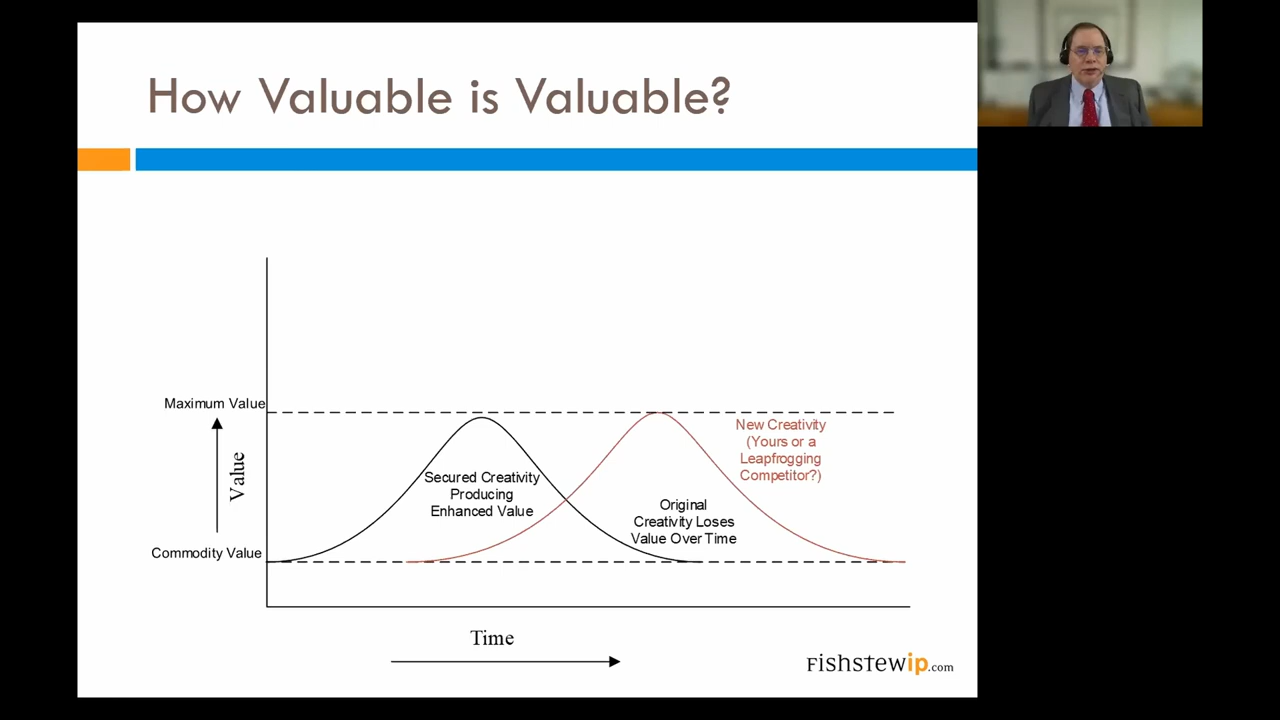 How Valuable is Valuable?
Maximum Value
Value
Commodity Value
Secured Creativity
Producing
Enhanced Value
New Creativity
(Yours or a
Leapfrogging
Competitor?)
Original
Creativity Loses
Value Over Time
Time
Fishstewip.com